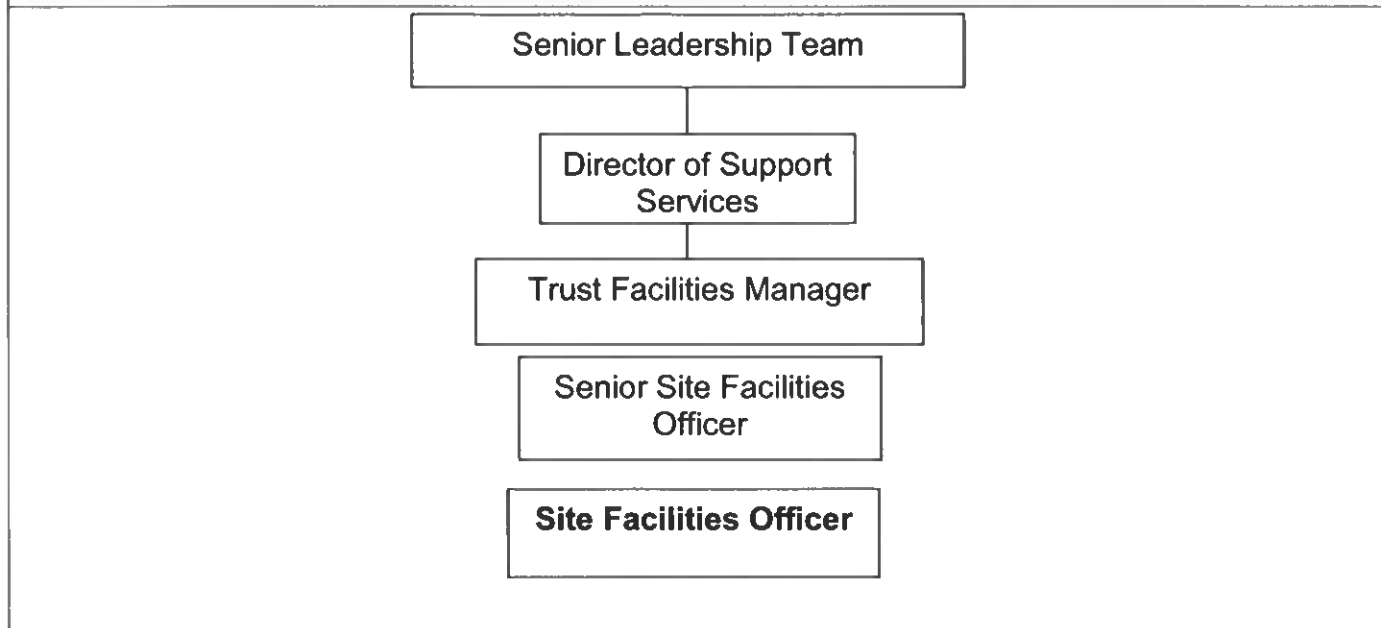 Senior Leadership Team
Director of Support
Services
Trust Facilities Manager
Senior Site Facilities
Officer
Site Facilities Officer